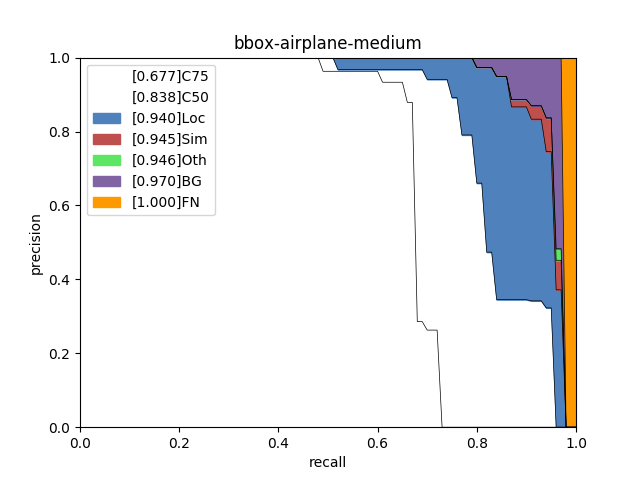 bbox-airplane-medium
1.0
0.8
0.6
0.4
0.2
0.0
precision
[0.677]C75
[0.838]C50
[0.940]Loc
[0.945]Sim
[0.946]Oth
[0.970]BG
[1.000]FN
0.0 0.2 0.4 0.6 0.8 1.0
recall